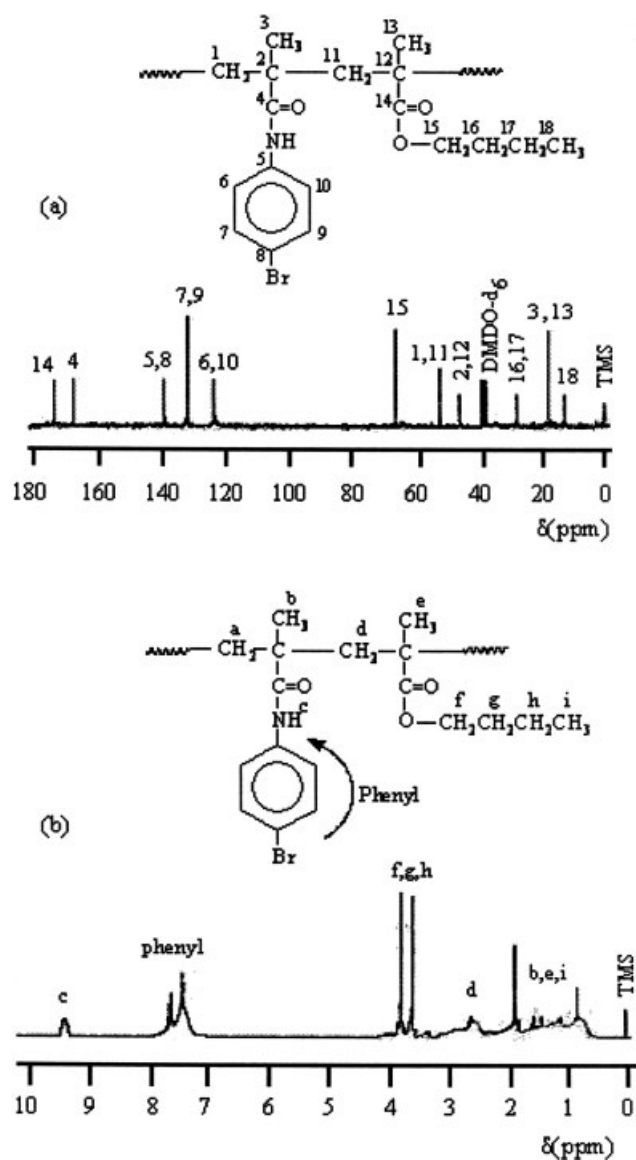 3 13
1 CH₃ 11 CH₃
2 12
CH₂ C CH₂ C
4 C=O 14 C=O
NH 15 16 17 18
5 O-CH₂CH₂CH₂CH₃
6 10
(a)
7 9
8
Br
7,9
15
14 4 5,8 6,10 1,11 2,12 DMDO-d6 16,17 3,13 18 TMS
180 160 140 120 100 80 60 40 20 0
δ(ppm)
b e
a CH₃ d CH₃
CH₂ C CH₂ C
C=O C=O
NH c f g h i
O-CH₂CH₂CH₂CH₃
Phenyl
(b)
Br
f,g,h
phenyl
c d b,e,i TMS
10 9 8 7 6 5 4 3 2 1 0
δ(ppm)